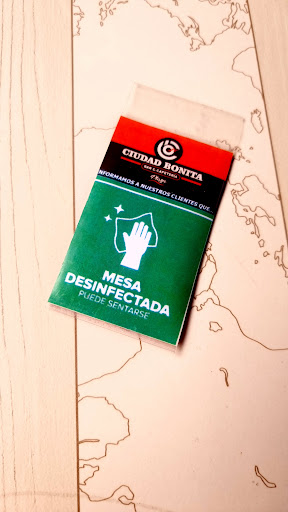 CIUDAD BONITA
BAR & CAFETERIA
INFORMAMOS A NUESTROS CLIENTES QUE...
MESA
DESINFECTADA
PUEDE SENTARSE